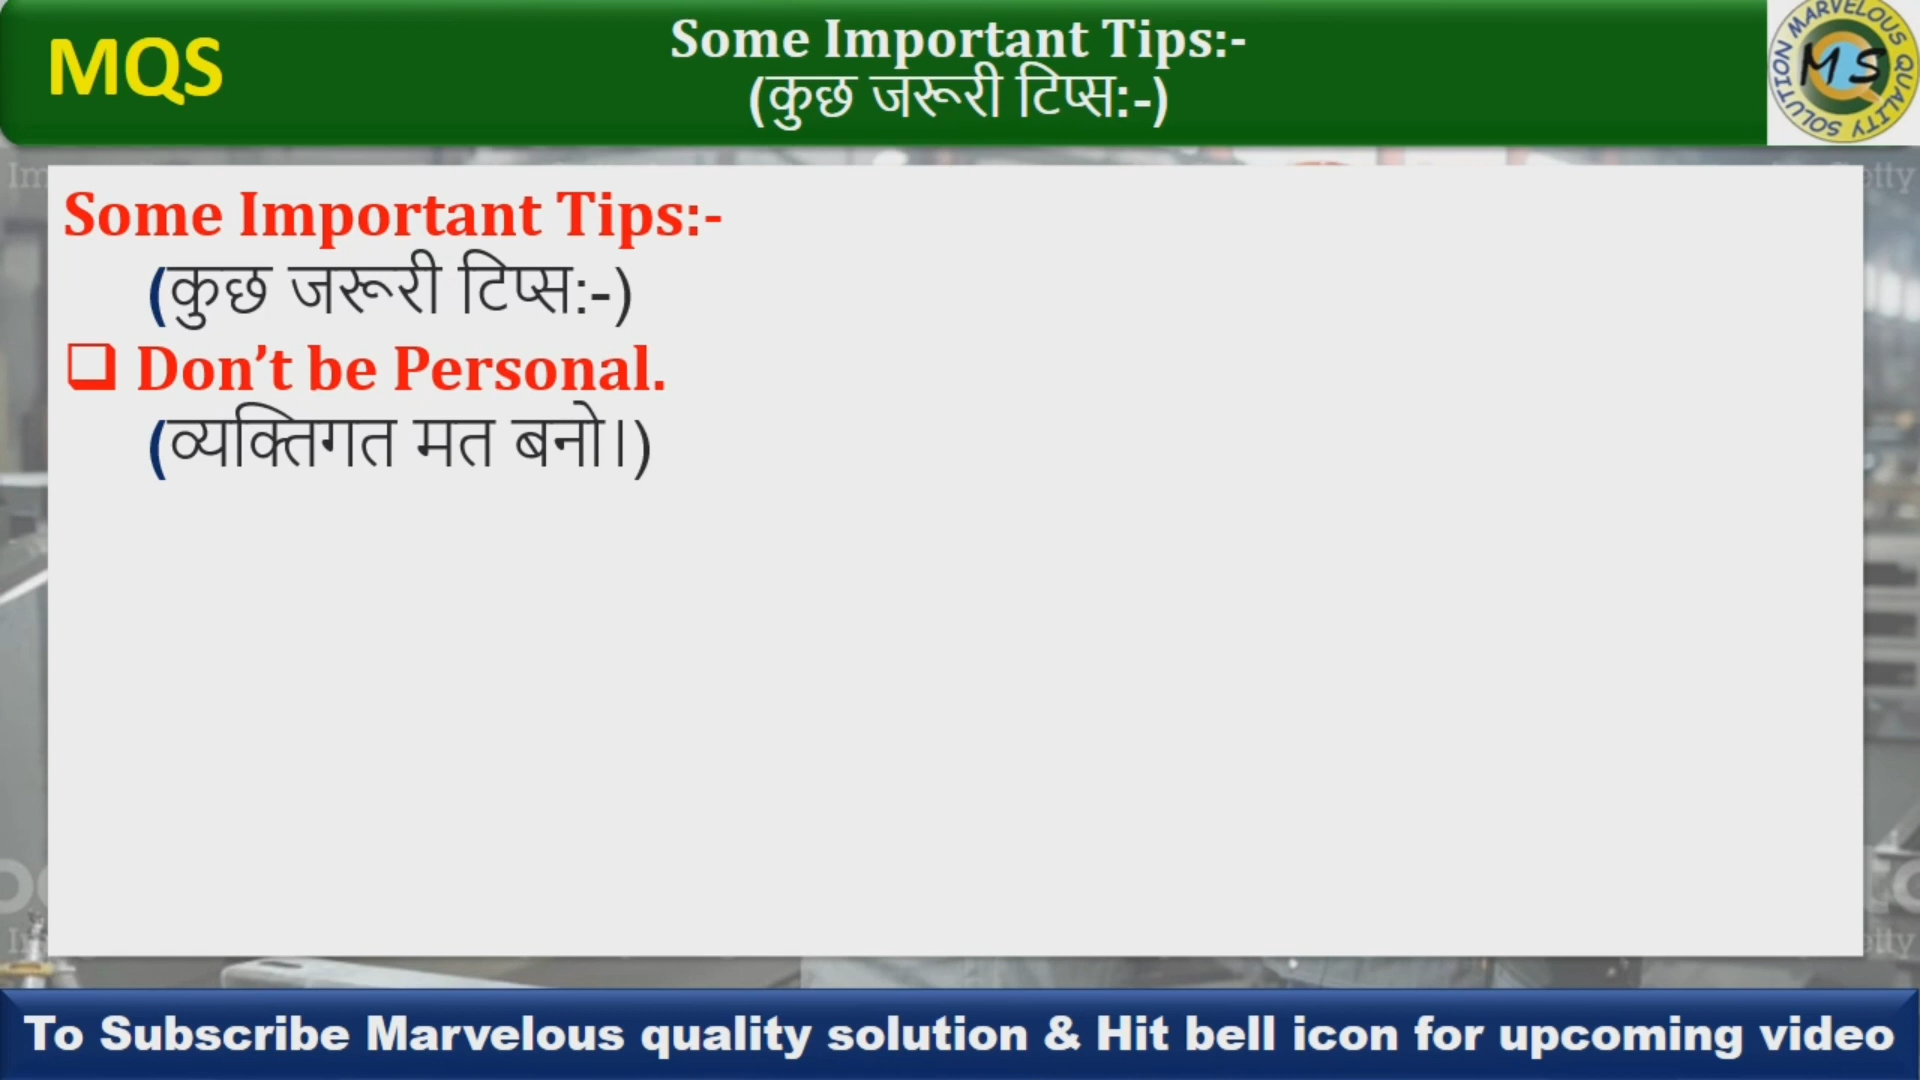 MQS
Some Important Tips:-
(कुछ जरूरी टिप्स:-)
MARVELOUS QUALITY SOLUTION
M S
Some Important Tips:-
(कुछ जरूरी टिप्स:-)
❑ Don’t be Personal.
(व्यक्तिगत मत बनो।)
To Subscribe Marvelous quality solution & Hit bell icon for upcoming video